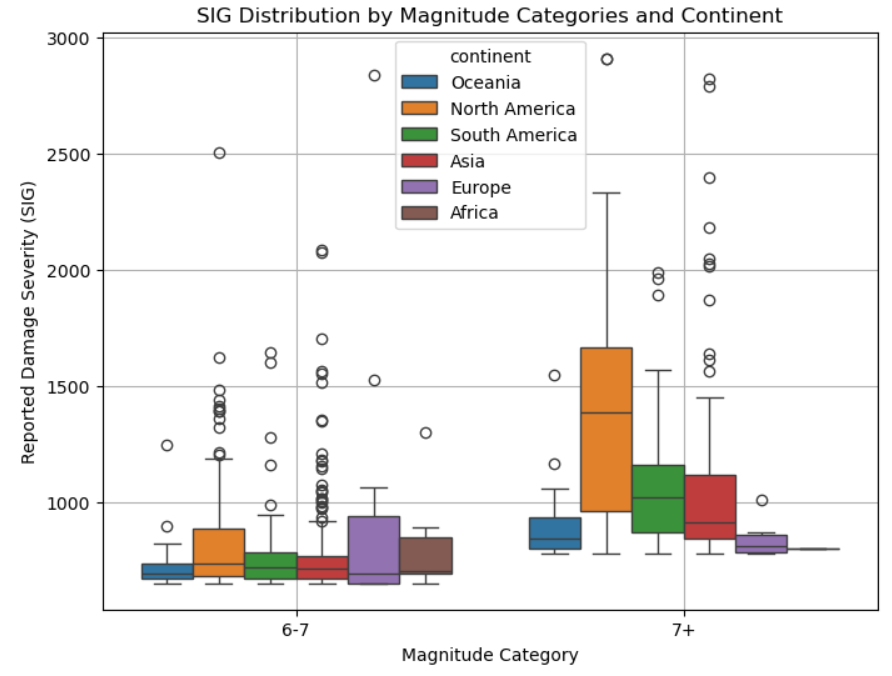 SIG Distribution by Magnitude Categories and Continent
3000
2500
2000
1500
1000
Reported Damage Severity (SIG)
continent
Oceania
North America
South America
Asia
Europe
Africa
6-7
7+
Magnitude Category